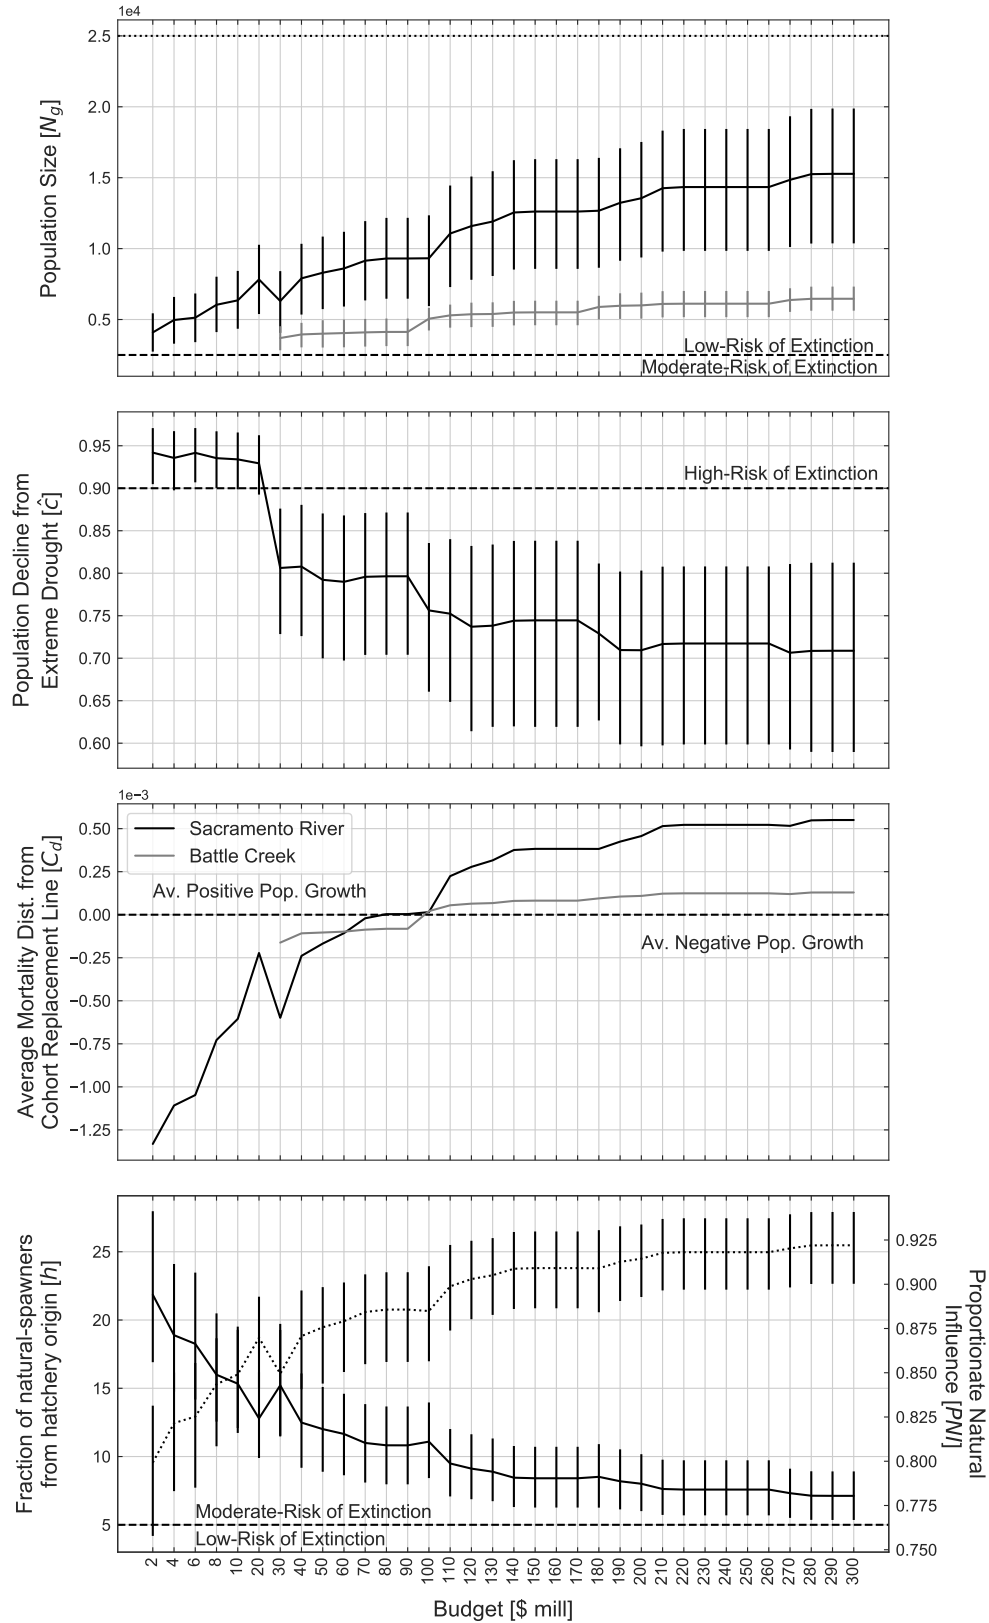 1e4
2.5
2.0
1.5
1.0
0.5
Population Size [N_g]
Low-Risk of Extinction
Moderate-Risk of Extinction
0.95
0.90
0.85
0.80
0.75
0.70
0.65
0.60
Population Decline from
Extreme Drought [ĉ]
High-Risk of Extinction
1e−3
0.50
0.25
0.00
−0.25
−0.50
−0.75
−1.00
−1.25
Average Mortality Dist. from
Cohort Replacement Line [C_d]
Sacramento River
Battle Creek
Av. Positive Pop. Growth
Av. Negative Pop. Growth
25
20
15
10
5
Fraction of natural-spawners
from hatchery origin [h]
0.925
0.900
0.875
0.850
0.825
0.800
0.775
0.750
Proportionate Natural
Influence [PNI]
Moderate-Risk of Extinction
Low-Risk of Extinction
2 4 6 8 10 20 30 40 50 60 70 80 90 100 110 120 130 140 150 160 170 180 190 200 210 220 230 240 250 260 270 280 290 300
Budget [$ mill]